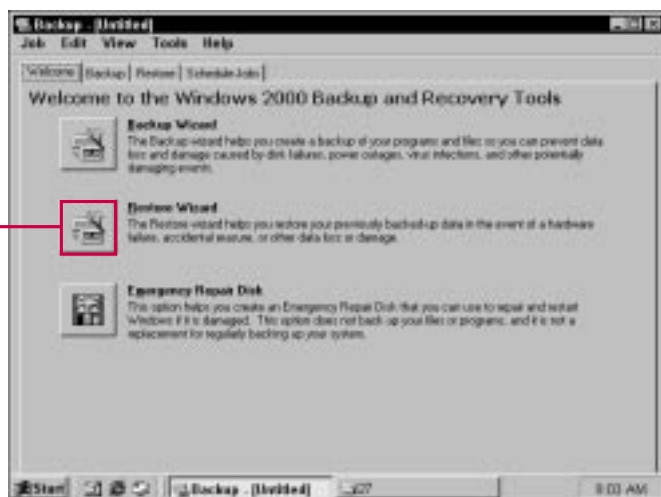 Backup - [Untitled]
Job Edit View Tools Help
Welcome Backup Restore Schedule Jobs
Welcome to the Windows 2000 Backup and Recovery Tools
Backup Wizard
The Backup wizard helps you create a backup of your programs and files so you can prevent data
loss and damage caused by disk failures, power outages, virus infections, and other potentially
damaging events.
Restore Wizard
The Restore wizard helps you restore your previously backed-up data in the event of a hardware
failure, accidental erasure, or other data loss or damage.
Emergency Repair Disk
This option helps you create an Emergency Repair Disk that you can use to repair and restart
Windows if it is damaged. This option does not back up your files or programs, and it is not a
replacement for regularly backing up your system.
Start Backup - [Untitled] 27 AM